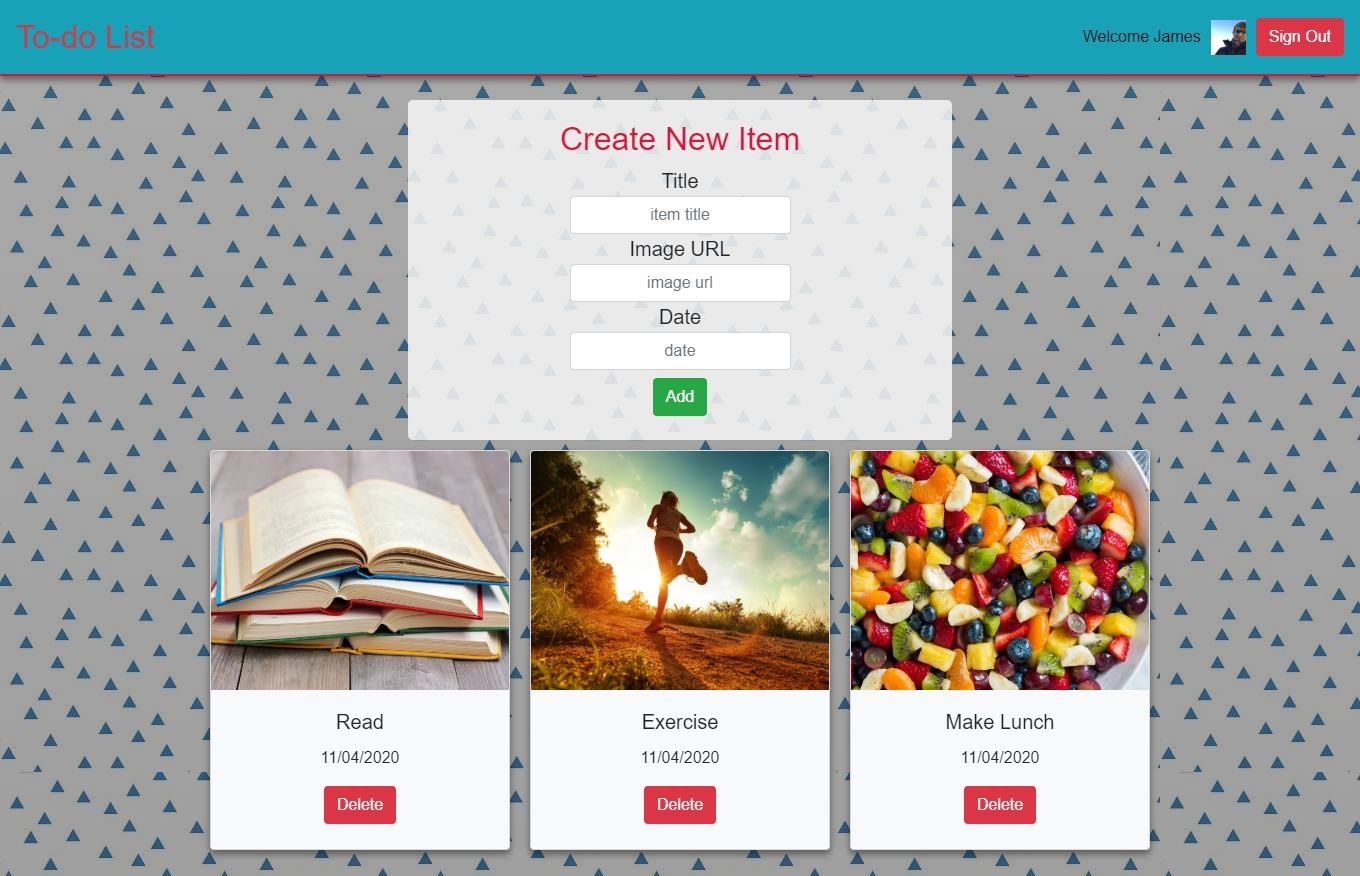 To-do List
Welcome James
Sign Out
Create New Item
Title
item title
Image URL
image url
Date
date
Add
Read
11/04/2020
Delete
Exercise
11/04/2020
Delete
Make Lunch
11/04/2020
Delete